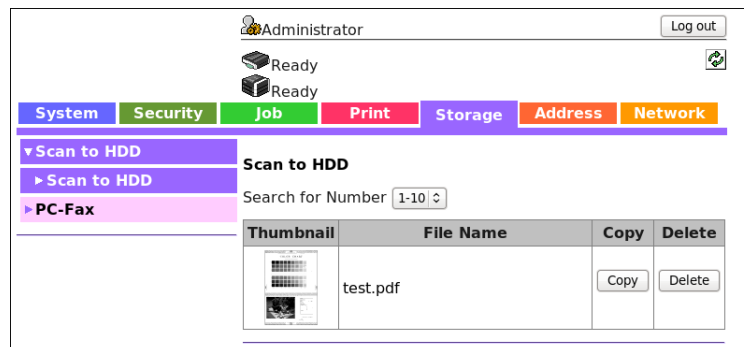 Administrator Log out
Ready
Ready
System Security Job Print Storage Address Network
Scan to HDD
Scan to HDD
PC-Fax
Scan to HDD
Search for Number 1-10
Thumbnail File Name Copy Delete
test.pdf Copy Delete